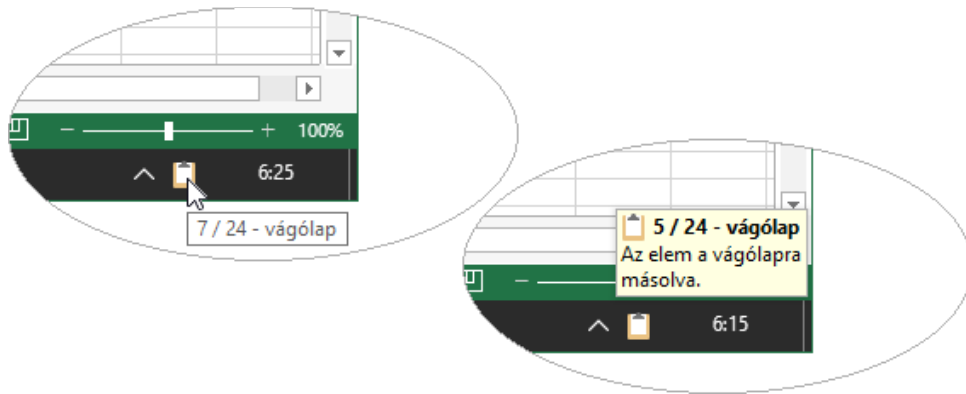 100%
6:25
7 / 24 - vágólap
5 / 24 - vágólap
Az elem a vágólapra
másolva.
6:15